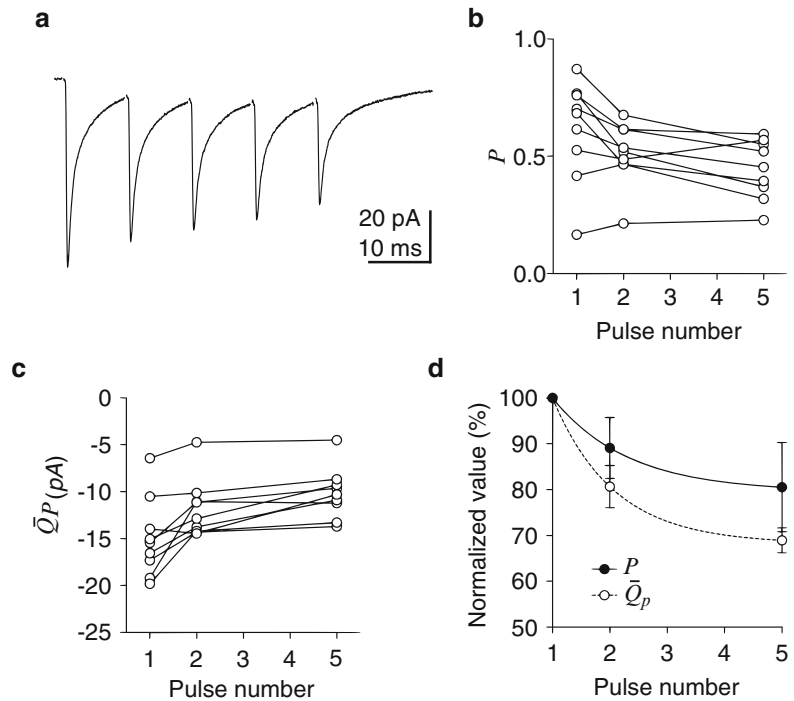 a
20 pA
10 ms
b
1.0
0.5
0.0
P
1 2 3 4 5
Pulse number
c
0
-5
-10
-15
-20
-25
Q̄P(pA)
1 2 3 4 5
Pulse number
d
100
90
80
70
60
50
Normalized value (%)
P
Q̄p
1 2 3 4 5
Pulse number